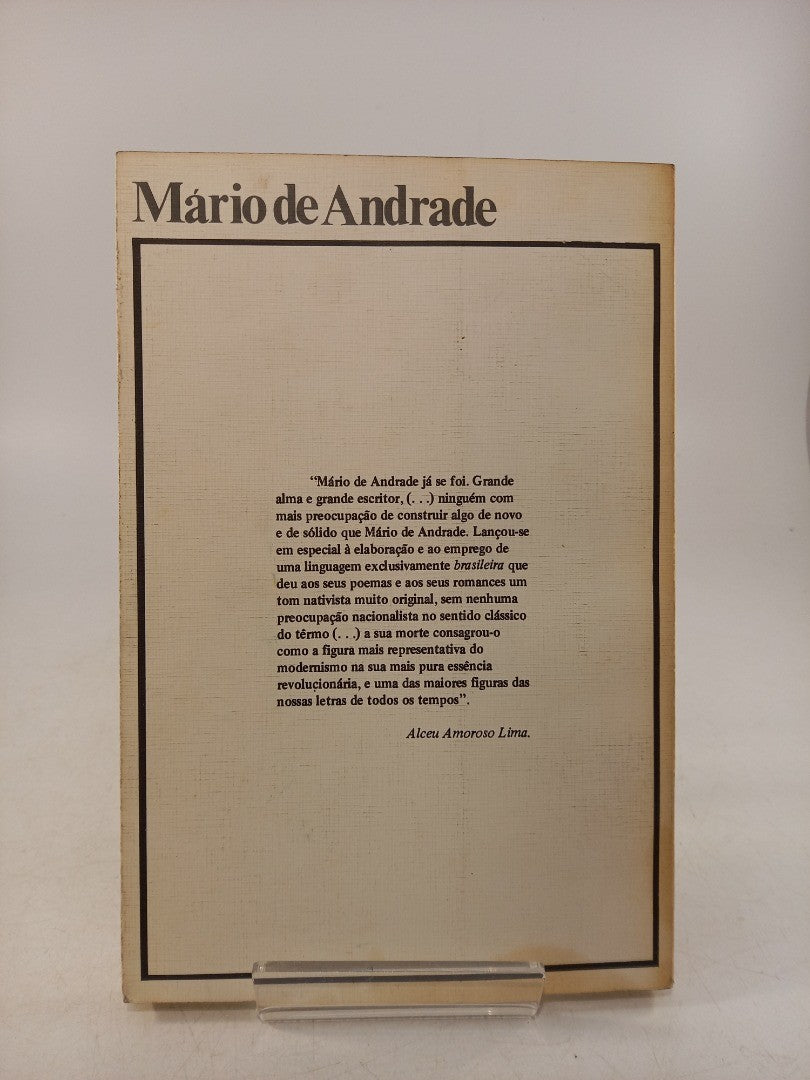 Mário de Andrade
“Mário de Andrade já se foi. Grande
alma e grande escritor, (. . .) ninguém com
mais preocupação de construir algo de novo
e de sólido que Mário de Andrade. Lançou-se
em especial à elaboração e ao emprego de
uma linguagem exclusivamente brasileira que
deu aos seus poemas e aos seus romances um
tom nativista muito original, sem nenhuma
preocupação nacionalista no sentido clássico
do têrmo (. . .) a sua morte consagrou-o
como a figura mais representativa do
modernismo na sua mais pura essência
revolucionária, e uma das maiores figuras das
nossas letras de todos os tempos”.
Alceu Amoroso Lima.